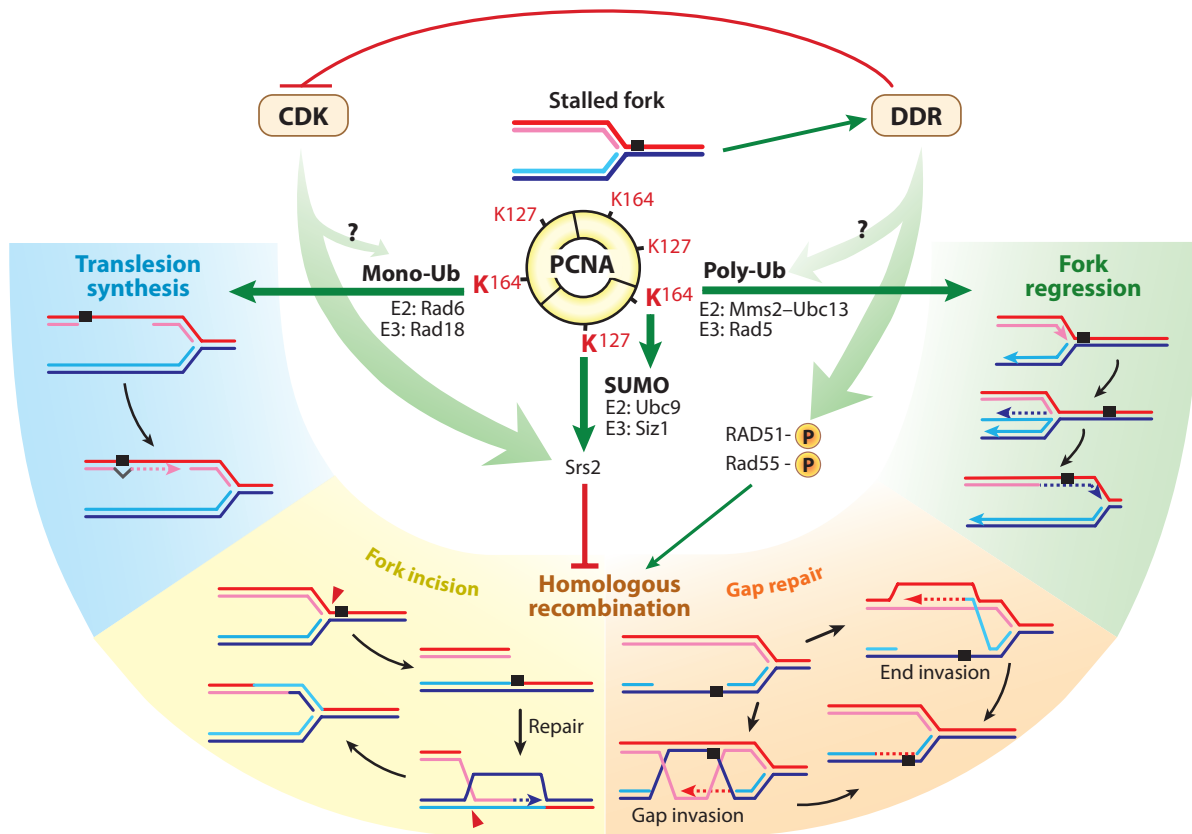 CDK
Stalled fork
DDR
?
?
K127
K164
K127
PCNA
K164
K164
K127
Translesion
synthesis
Mono-Ub
E2: Rad6
E3: Rad18
Poly-Ub
E2: Mms2–Ubc13
E3: Rad5
Fork
regression
SUMO
E2: Ubc9
E3: Siz1
Srs2
RAD51- P
Rad55 - P
Fork incision
Homologous
recombination
Gap repair
End invasion
Repair
Gap invasion